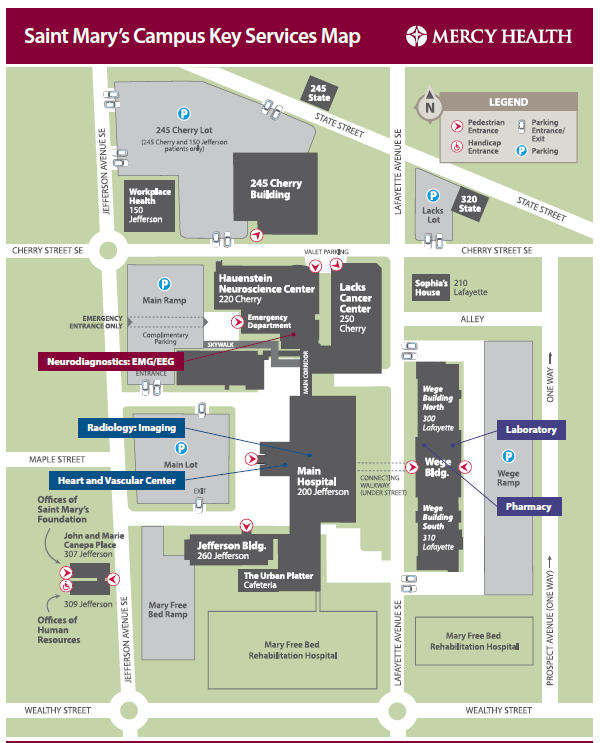 Saint Mary's Campus Key Services Map
MERCY HEALTH
245
State
STATE STREET
N
LEGEND
Pedestrian
Entrance
Handicap
Entrance
Parking
Entrance/
Exit
P Parking
P
245 Cherry Lot
(245 Cherry and 150 Jefferson
patients only)
JEFFERSON AVENUE SE
LAFAYETTE AVENUE SE
Workplace
Health
150
Jefferson
245 Cherry
Building
P
Lacks
Lot
320
State
STATE STREET
CHERRY STREET SE
VALET PARKING
CHERRY STREET SE
P
Main Ramp
Hauenstein
Neuroscience Center
220 Cherry
Lacks
Cancer
Center
250
Cherry
Sophia's
House
210
Lafayette
EMERGENCY
ENTRANCE ONLY
Emergency
Department
ALLEY
Complimentary
Parking
SKYWALK
Neurodiagnostics: EMG/EEG
ENTRANCE
MAIN CORRIDOR
ONE WAY
Wege
Building
North
300
Lafayette
Radiology: Imaging
Laboratory
P
Main Lot
MAPLE STREET
Heart and Vascular Center
Main
Hospital
200 Jefferson
CONNECTING
WALKWAY
(UNDER STREET)
Wege
Bldg.
P
Wege
Ramp
EXIT
Pharmacy
Offices of
Saint Mary's
Foundation
Wege
Building
South
310
Lafayette
John and Marie
Canepa Place
307 Jefferson
Jefferson Bldg.
260 Jefferson
The Urban Platter
Cafeteria
309 Jefferson
Offices of
Human
Resources
JEFFERSON AVENUE SE
Mary Free
Bed Ramp
Mary Free Bed
Rehabilitation Hospital
LAFAYETTE AVENUE SE
Mary Free Bed
Rehabilitation Hospital
PROSPECT AVENUE (ONE WAY)
WEALTHY STREET
WEALTHY STREET